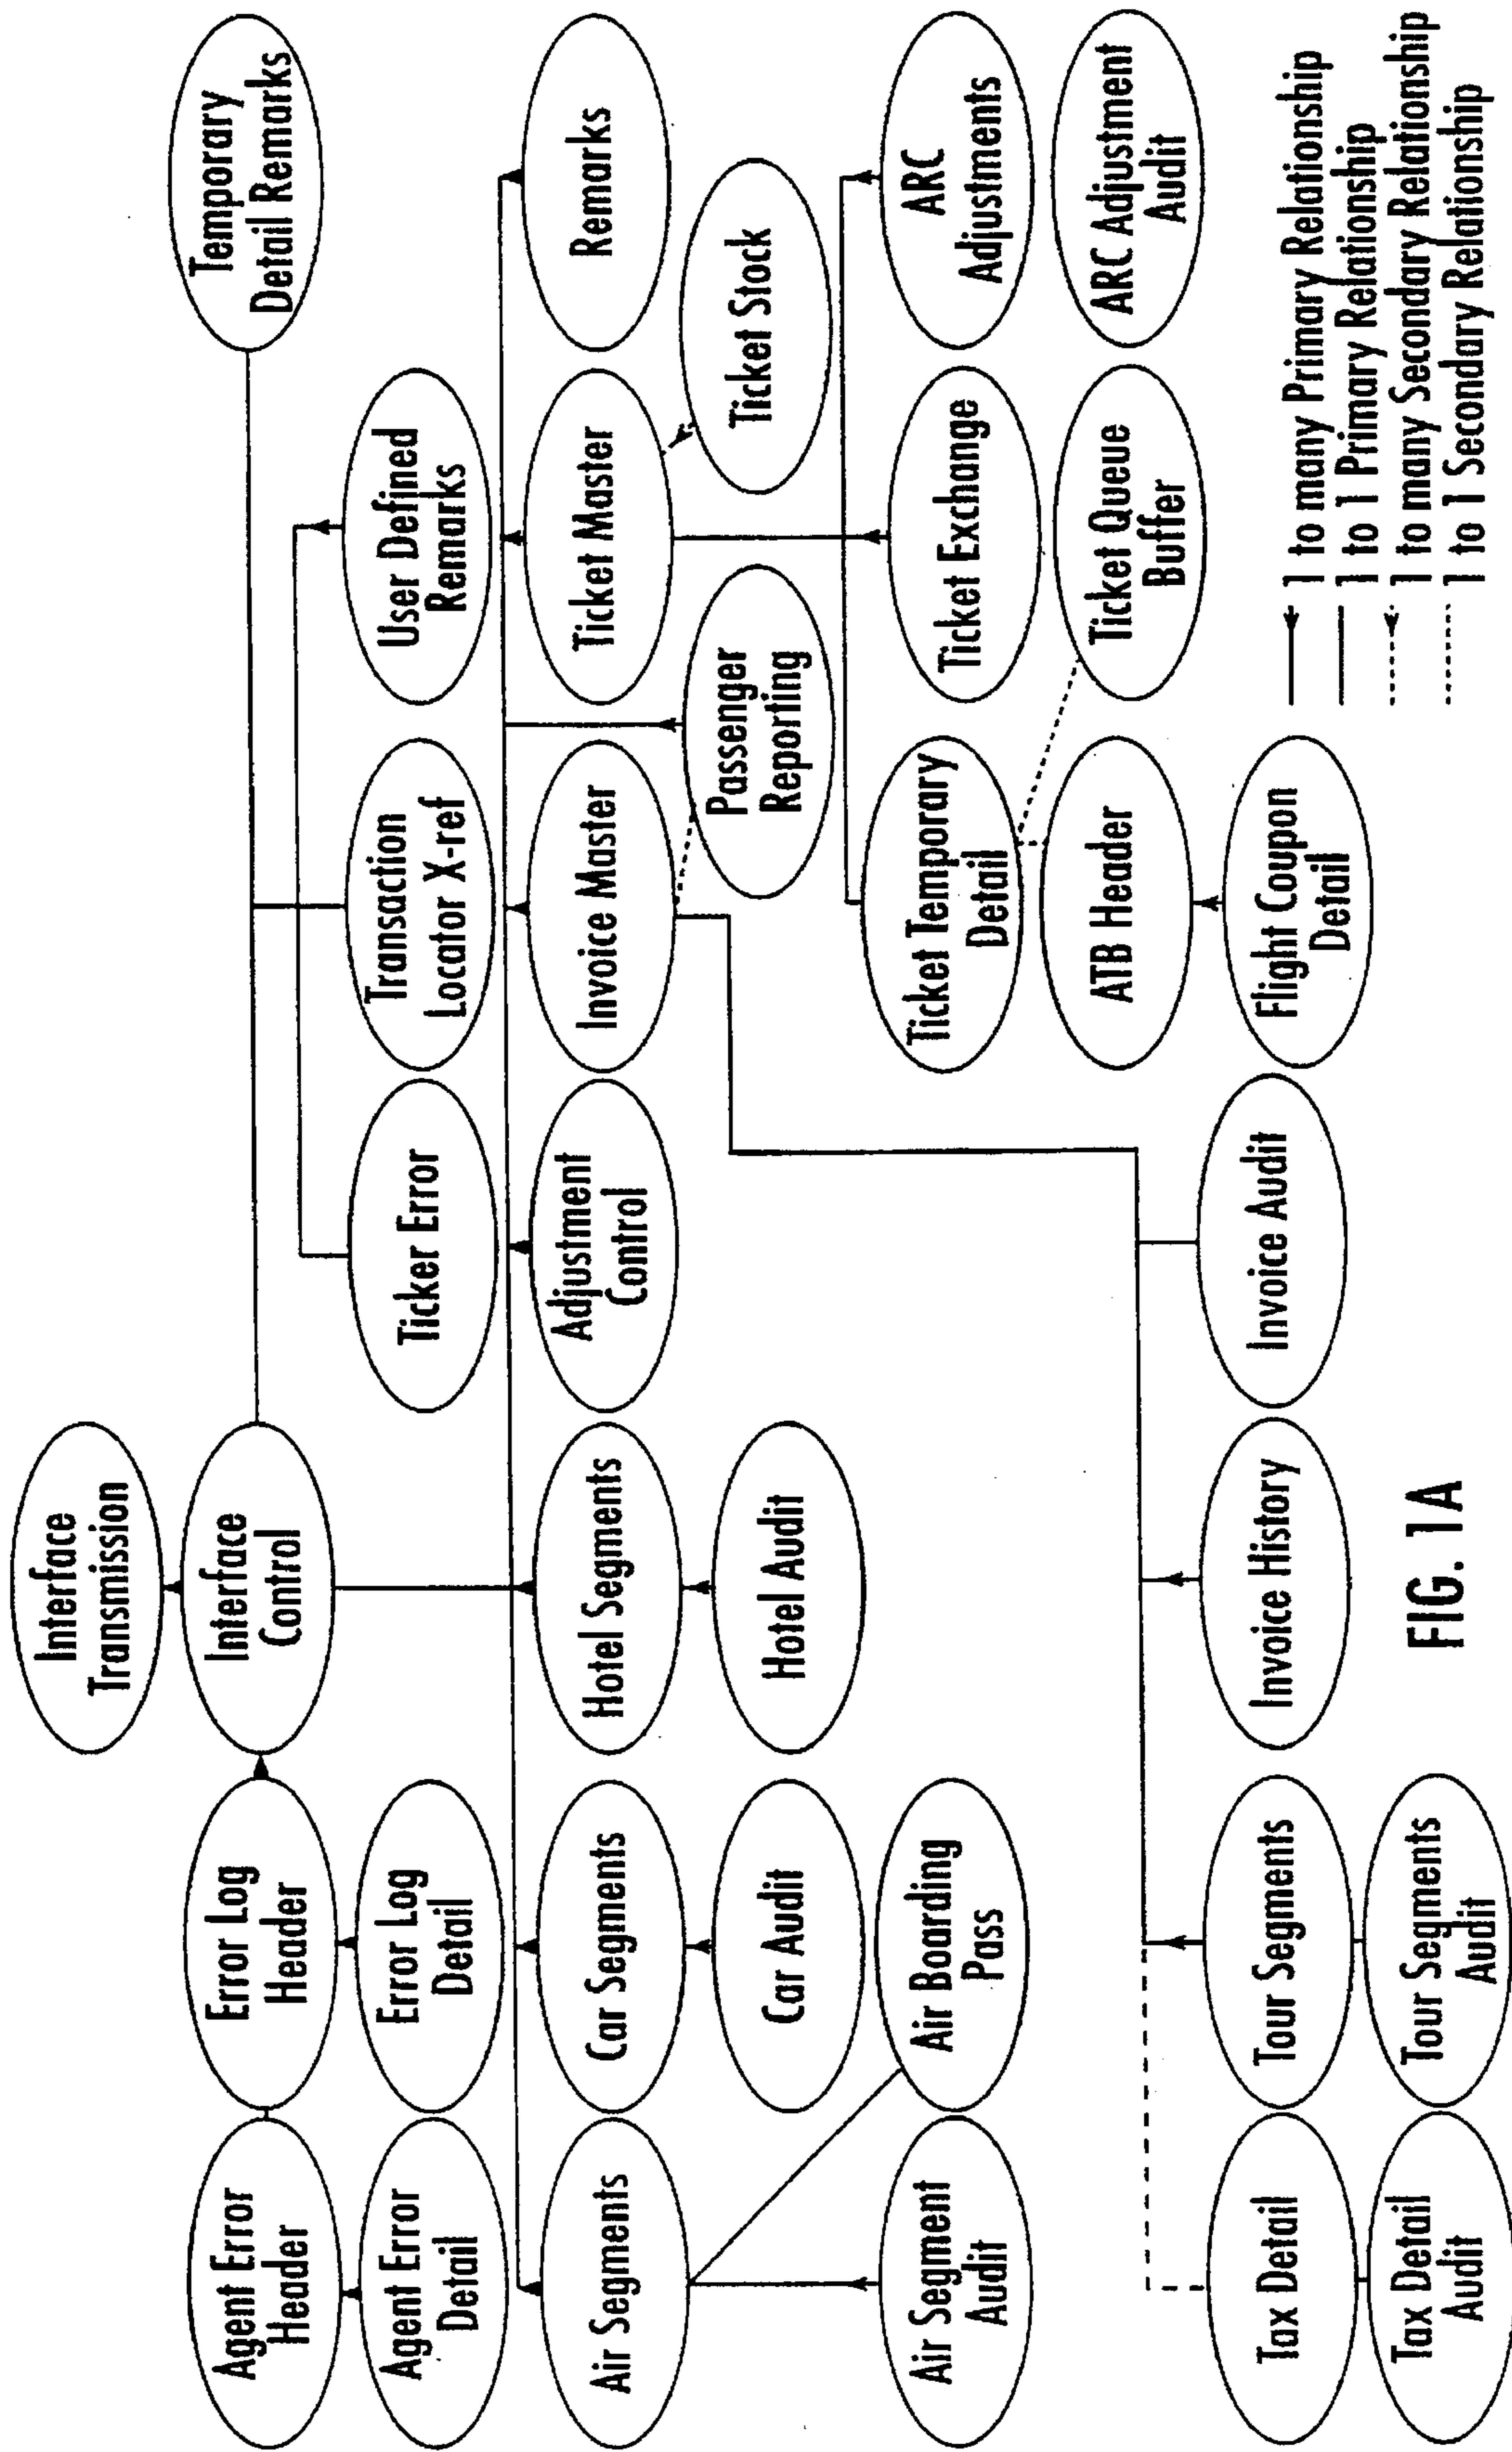 Interface
Transmission
Agent Error
Header
Error Log
Header
Interface
Control
Temporary
Detail Remarks
Agent Error
Detail
Error Log
Detail
Ticker Error
Transaction
Locator X-ref
User Defined
Remarks
Air Segments
Car Segments
Hotel Segments
Adjustment
Control
Invoice Master
Ticket Master
Remarks
Car Audit
Hotel Audit
Passenger
Reporting
Ticket Stock
Air Segment
Audit
Air Boarding
Pass
Ticket Temporary
Detail
Ticket Exchange
ARC
Adjustments
ATB Header
Ticket Queue
Buffer
ARC Adjustment
Audit
Tax Detail
Tour Segments
Invoice History
Invoice Audit
Flight Coupon
Detail
Tax Detail
Audit
Tour Segments
Audit
1 to many Primary Relationship
1 to 1 Primary Relationship
1 to many Secondary Relationship
1 to 1 Secondary Relationship
FIG. 1A